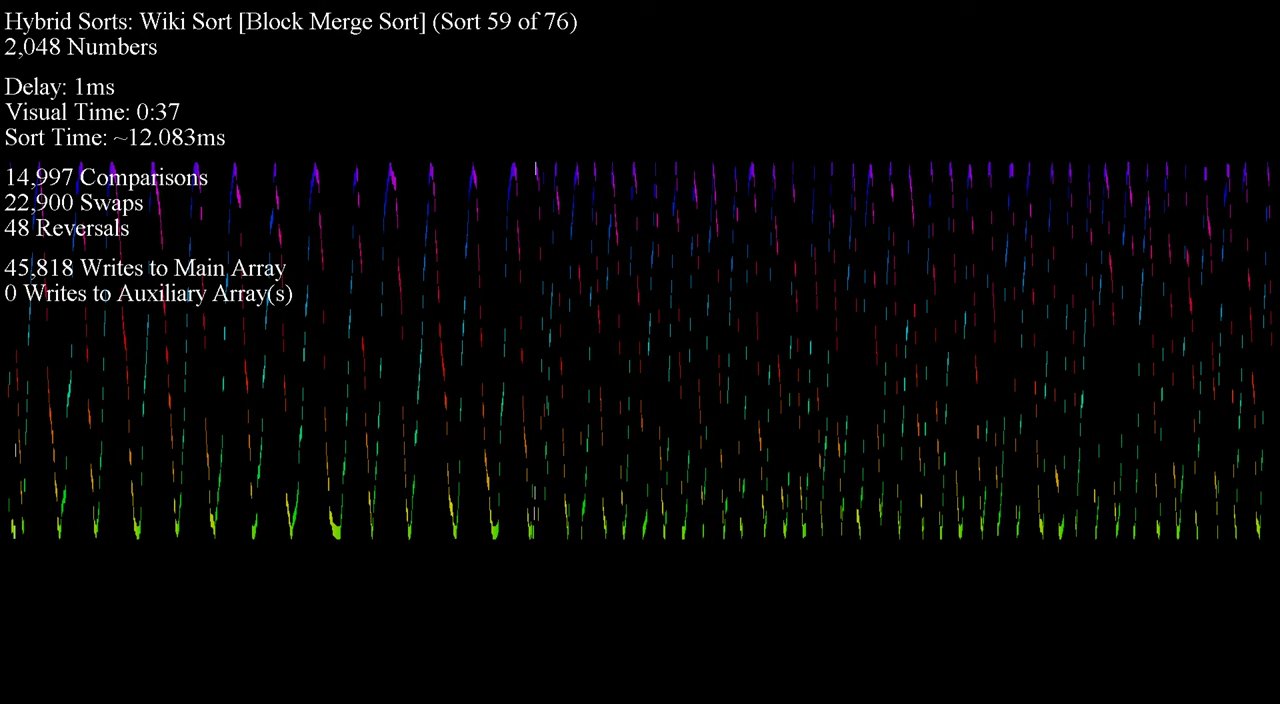 Hybrid Sorts: Wiki Sort [Block Merge Sort] (Sort 59 of 76)
2,048 Numbers
Delay: 1ms
Visual Time: 0:37
Sort Time: ~12.083ms
14,997 Comparisons
22,900 Swaps
48 Reversals
45,818 Writes to Main Array
0 Writes to Auxiliary Array(s)